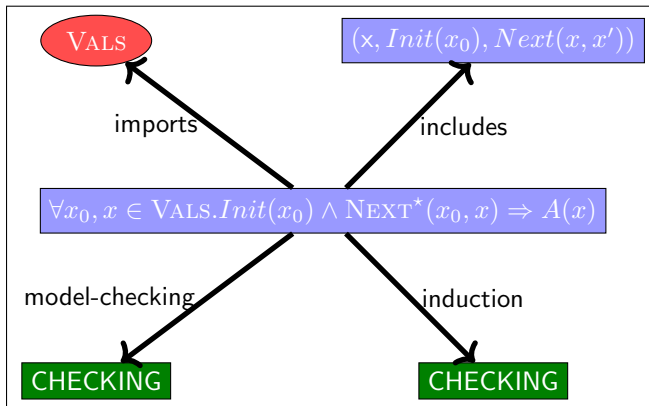 VALS
(x, Init(x₀), Next(x, x′))
imports
includes
∀x₀, x ∈ VALS.Init(x₀) ∧ NEXT⋆(x₀, x) ⇒ A(x)
model-checking
induction
CHECKING
CHECKING